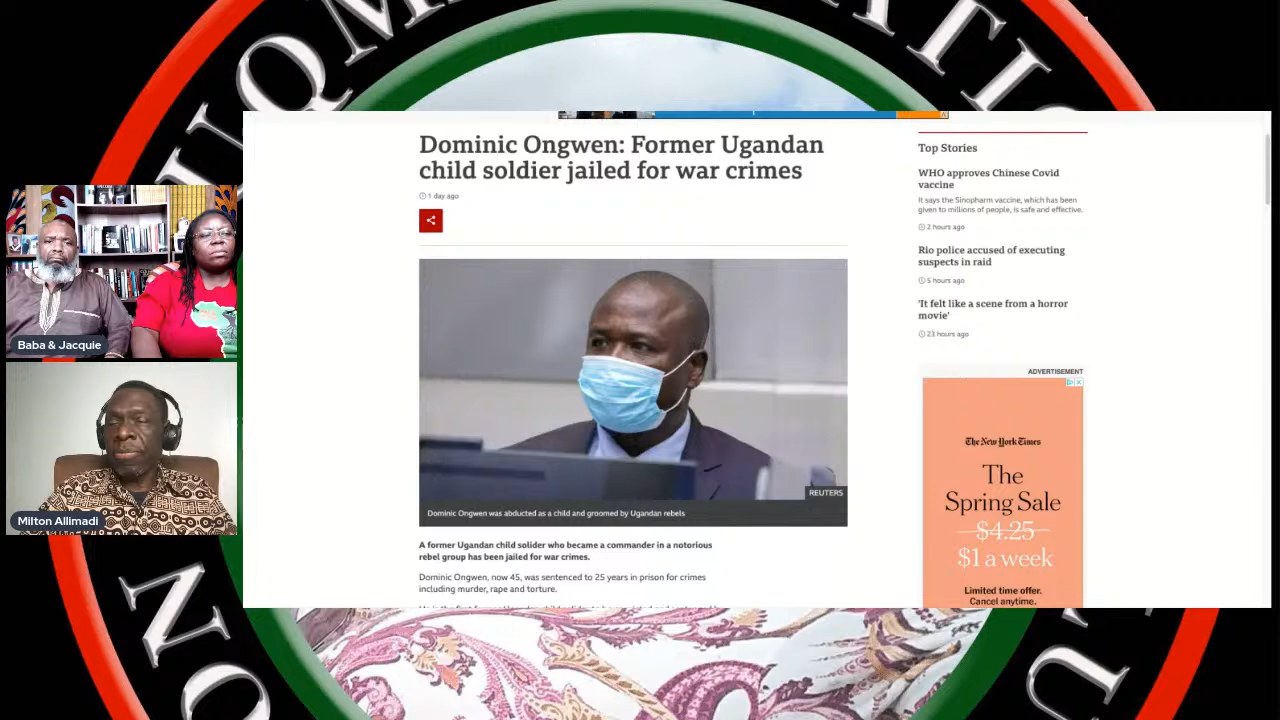 Dominic Ongwen: Former Ugandan
child soldier jailed for war crimes
1 day ago
REUTERS
Dominic Ongwen was abducted as a child and groomed by Ugandan rebels
A former Ugandan child solider who became a commander in a notorious
rebel group has been jailed for war crimes.
Dominic Ongwen, now 45, was sentenced to 25 years in prison for crimes
including murder, rape and torture.
Top Stories
WHO approves Chinese Covid
vaccine
It says the Sinopharm vaccine, which has been
given to millions of people, is safe and effective.
2 hours ago
Rio police accused of executing
suspects in raid
5 hours ago
'It felt like a scene from a horror
movie'
23 hours ago
ADVERTISEMENT
The New York Times
The
Spring Sale
$4.25
$1 a week
Limited time offer.
Cancel anytime.
Baba & Jacquie
Milton Allimadi